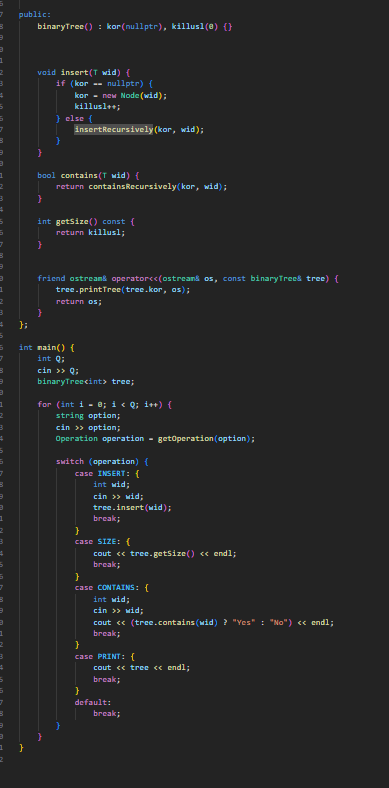 public:
binaryTree() : kor(nullptr), killusl(0) {}
void insert(T wid) {
if (kor == nullptr) {
kor = new Node(wid);
killusl++;
} else {
insertRecursively(kor, wid);
}
}
bool contains(T wid) {
return containsRecursively(kor, wid);
}
int getSize() const {
return killusl;
}
friend ostream& operator<<(ostream& os, const binaryTree& tree) {
tree.printTree(tree.kor, os);
return os;
}
};
int main() {
int Q;
cin >> Q;
binaryTree<int> tree;
for (int i = 0; i < Q; i++) {
string option;
cin >> option;
Operation operation = getOperation(option);
switch (operation) {
case INSERT: {
int wid;
cin >> wid;
tree.insert(wid);
break;
}
case SIZE: {
cout << tree.getSize() << endl;
break;
}
case CONTAINS: {
int wid;
cin >> wid;
cout << (tree.contains(wid) ? "Yes" : "No") << endl;
break;
}
case PRINT: {
cout << tree << endl;
break;
}
default:
break;
}
}
}